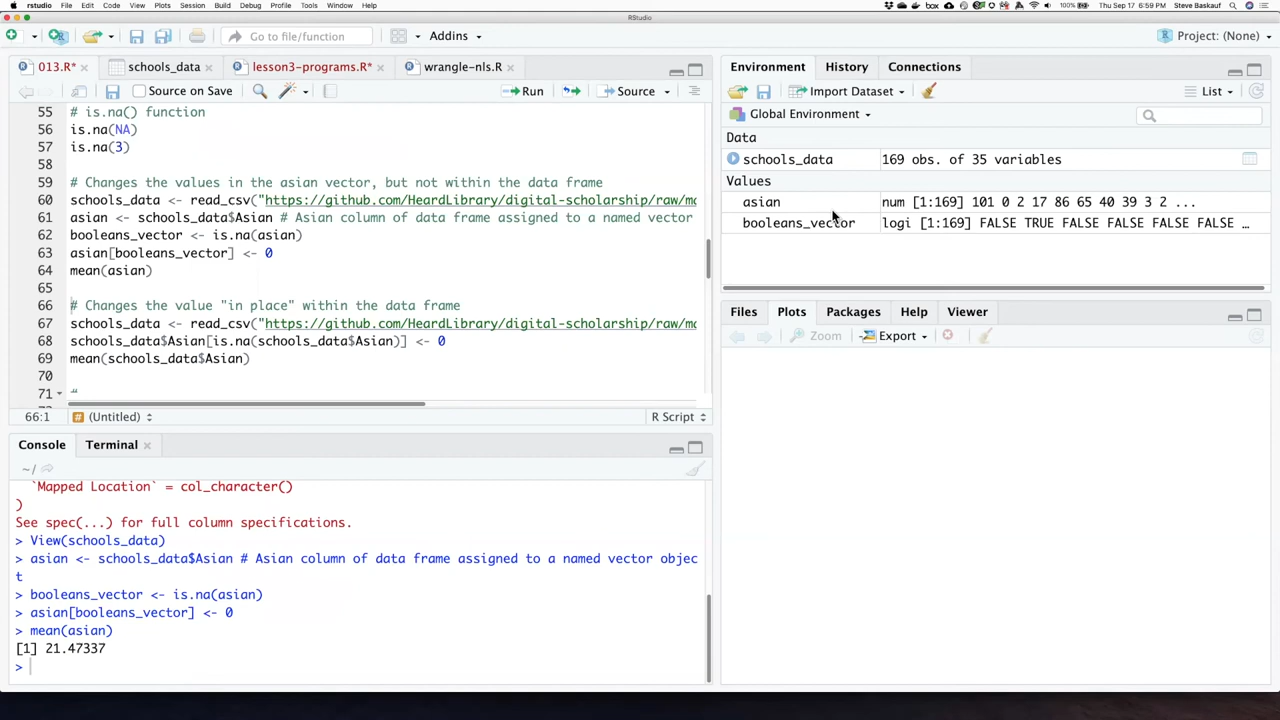 rstudio File Edit Code View Plots Session Build Debug Profile Tools Window Help
box 100% Thu Sep 17 6:59 PM Steve Baskauf
RStudio
Go to file/function Addins Project: (None)
013.R* schools_data lesson3-programs.R* wrangle-nls.R
Source on Save Run Source
55 # is.na() function
56 is.na(NA)
57 is.na(3)
58
59 # Changes the values in the asian vector, but not within the data frame
60 schools_data <- read_csv("https://github.com/HeardLibrary/digital-scholarship/raw/ma
61 asian <- schools_data$Asian # Asian column of data frame assigned to a named vector
62 booleans_vector <- is.na(asian)
63 asian[booleans_vector] <- 0
64 mean(asian)
65
66 # Changes the value "in place" within the data frame
67 schools_data <- read_csv("https://github.com/HeardLibrary/digital-scholarship/raw/ma
68 schools_data$Asian[is.na(schools_data$Asian)] <- 0
69 mean(schools_data$Asian)
70
71 #
66:1 # (Untitled) R Script
Console Terminal
~/
`Mapped Location` = col_character()
)
See spec(...) for full column specifications.
> View(schools_data)
> asian <- schools_data$Asian # Asian column of data frame assigned to a named vector objec
t
> booleans_vector <- is.na(asian)
> asian[booleans_vector] <- 0
> mean(asian)
[1] 21.47337
>
Environment History Connections
Import Dataset List
Global Environment
Data
schools_data 169 obs. of 35 variables
Values
asian num [1:169] 101 0 2 17 86 65 40 39 3 2 ...
booleans_vector logi [1:169] FALSE TRUE FALSE FALSE FALSE FALSE …
Files Plots Packages Help Viewer
Zoom Export